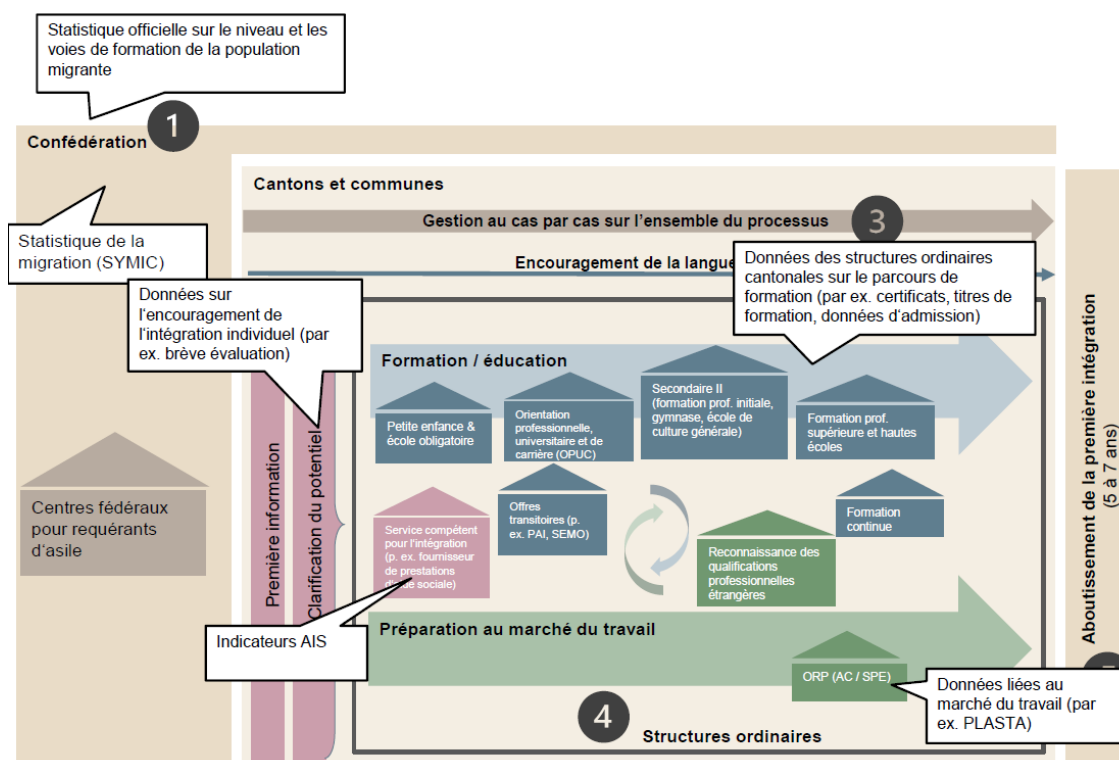 Statistique officielle sur le niveau et les
voies de formation de la population
migrante
1
Confédération
Statistique de la
migration (SYMIC)
Centres fédéraux
pour requérants
d'asile
Cantons et communes
Gestion au cas par cas sur l'ensemble du processus
3
Encouragement de la langue
Données des structures ordinaires
cantonales sur le parcours de
formation (par ex. certificats, titres de
formation, données d'admission)
Données sur
l'encouragement de
l'intégration individuel (par
ex. brève évaluation)
Première information
Clarification du potentiel
Formation / éducation
Petite enfance &
école obligatoire
Orientation
professionnelle,
universitaire et de
carrière (OPUC)
Secondaire II
(formation prof. initiale,
gymnase, école de
culture générale)
Formation prof.
supérieure et hautes
écoles
Service compétent
pour l'intégration
(p. ex. fournisseur
de prestations
sociale)
Offres
transitoires (p.
ex. PAI, SEMO)
Reconnaissance des
qualifications
professionnelles
étrangères
Formation
continue
Indicateurs AIS
Préparation au marché du travail
ORP (AC / SPE)
Données liées au
marché du travail (par
ex. PLASTA)
4
Structures ordinaires
Aboutissement de la première intégration
(5 à 7 ans)